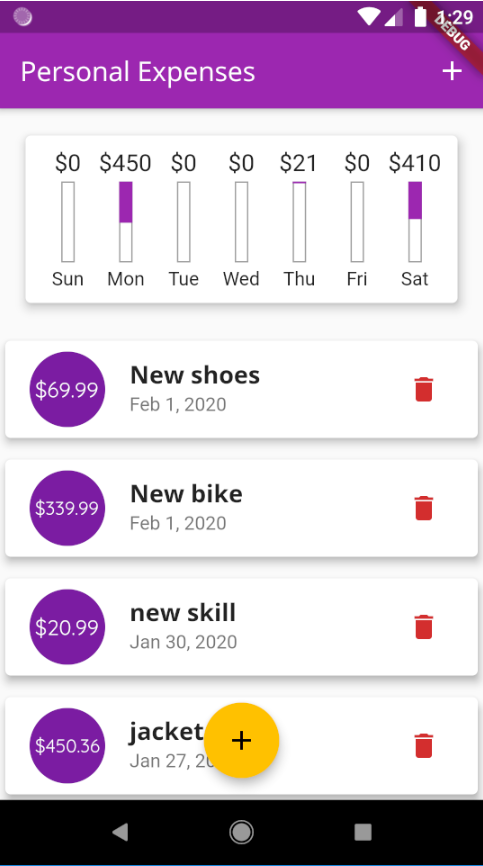 1:29
DEBUG
Personal Expenses
$0 $450 $0 $0 $21 $0 $410
Sun Mon Tue Wed Thu Fri Sat
$69.99
New shoes
Feb 1, 2020
$339.99
New bike
Feb 1, 2020
$20.99
new skill
Jan 30, 2020
$450.36
jacket
Jan 27,